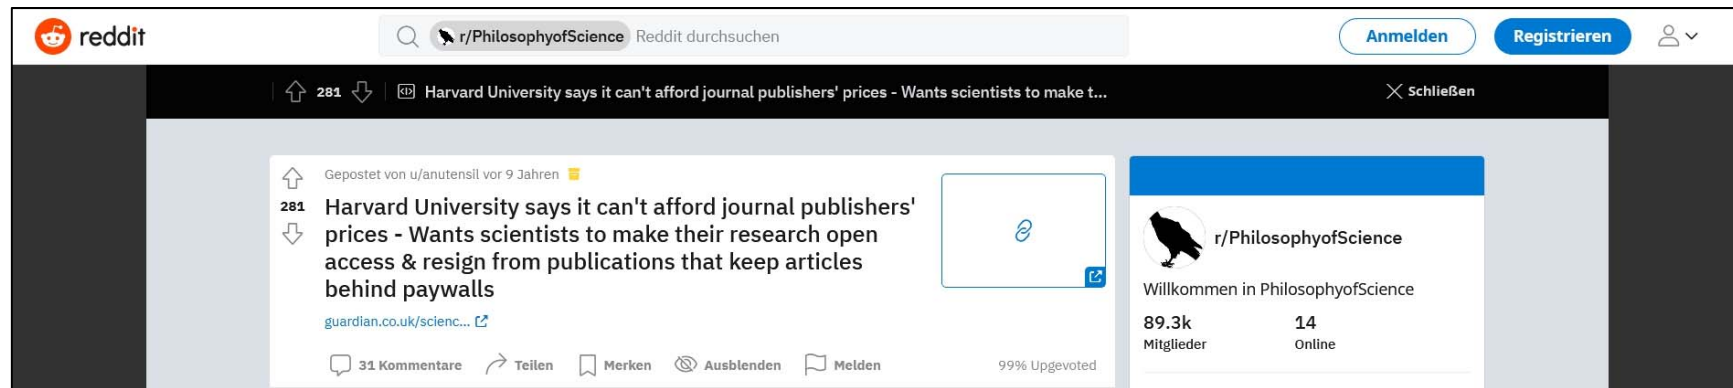 reddit
r/PhilosophyofScience Reddit durchsuchen
Anmelden
Registrieren
281
Harvard University says it can't afford journal publishers' prices - Wants scientists to make t...
Schließen
Gepostet von u/anutensil vor 9 Jahren
281
Harvard University says it can't afford journal publishers'
prices - Wants scientists to make their research open
access & resign from publications that keep articles
behind paywalls
guardian.co.uk/scienc...
31 Kommentare
Teilen
Merken
Ausblenden
Melden
99% Upgevoted
r/PhilosophyofScience
Willkommen in PhilosophyofScience
89.3k
14
Mitglieder
Online